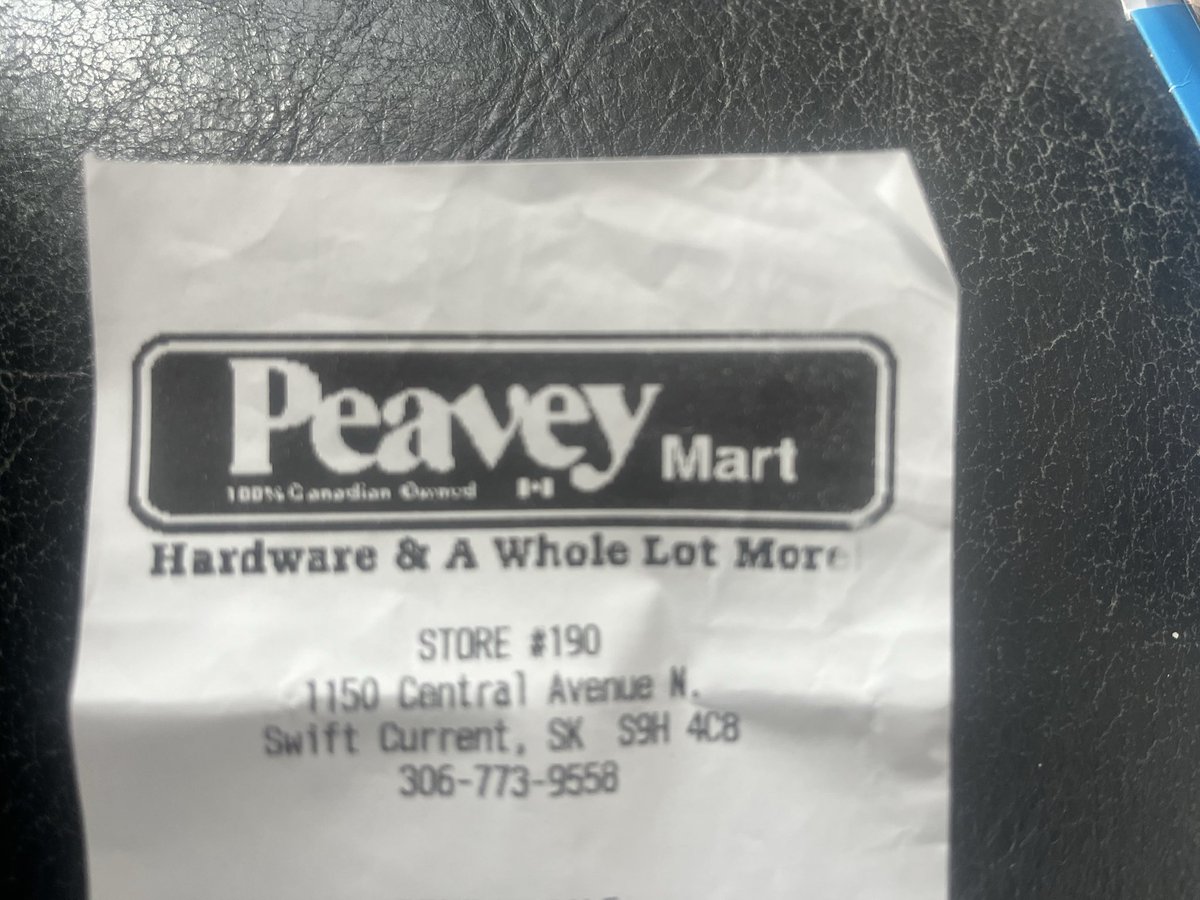 Peavey Mart
100% Canadian Owned
Hardware & A Whole Lot More
STORE #190
1150 Central Avenue N.
Swift Current, SK S9H 4C8
306-773-9558